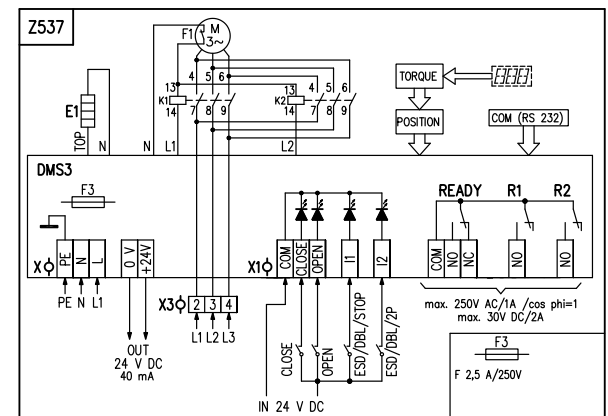 Z537
F1
M
3~
4 5 6
4 5 6
13
K1
14
7 8 9
13
K2
14
7 8 9
TORQUE
POSITION
COM (RS 232)
E1
TOP
N
N
L1
L2
DMS3
F3
READY R1 R2
X
PE
N
L
0 V
+24V
X1
COM
CLOSE
OPEN
I1
I2
COM
NO
NC
NO
NO
PE N L1
X3
2 3 4
L1 L2 L3
max. 250V AC/1A /cos phi=1
max. 30V DC/2A
OUT
24 V DC
40 mA
CLOSE
OPEN
ESD/DBL/STOP
ESD/DBL/2P
IN 24 V DC
F3
F 2,5 A/250V